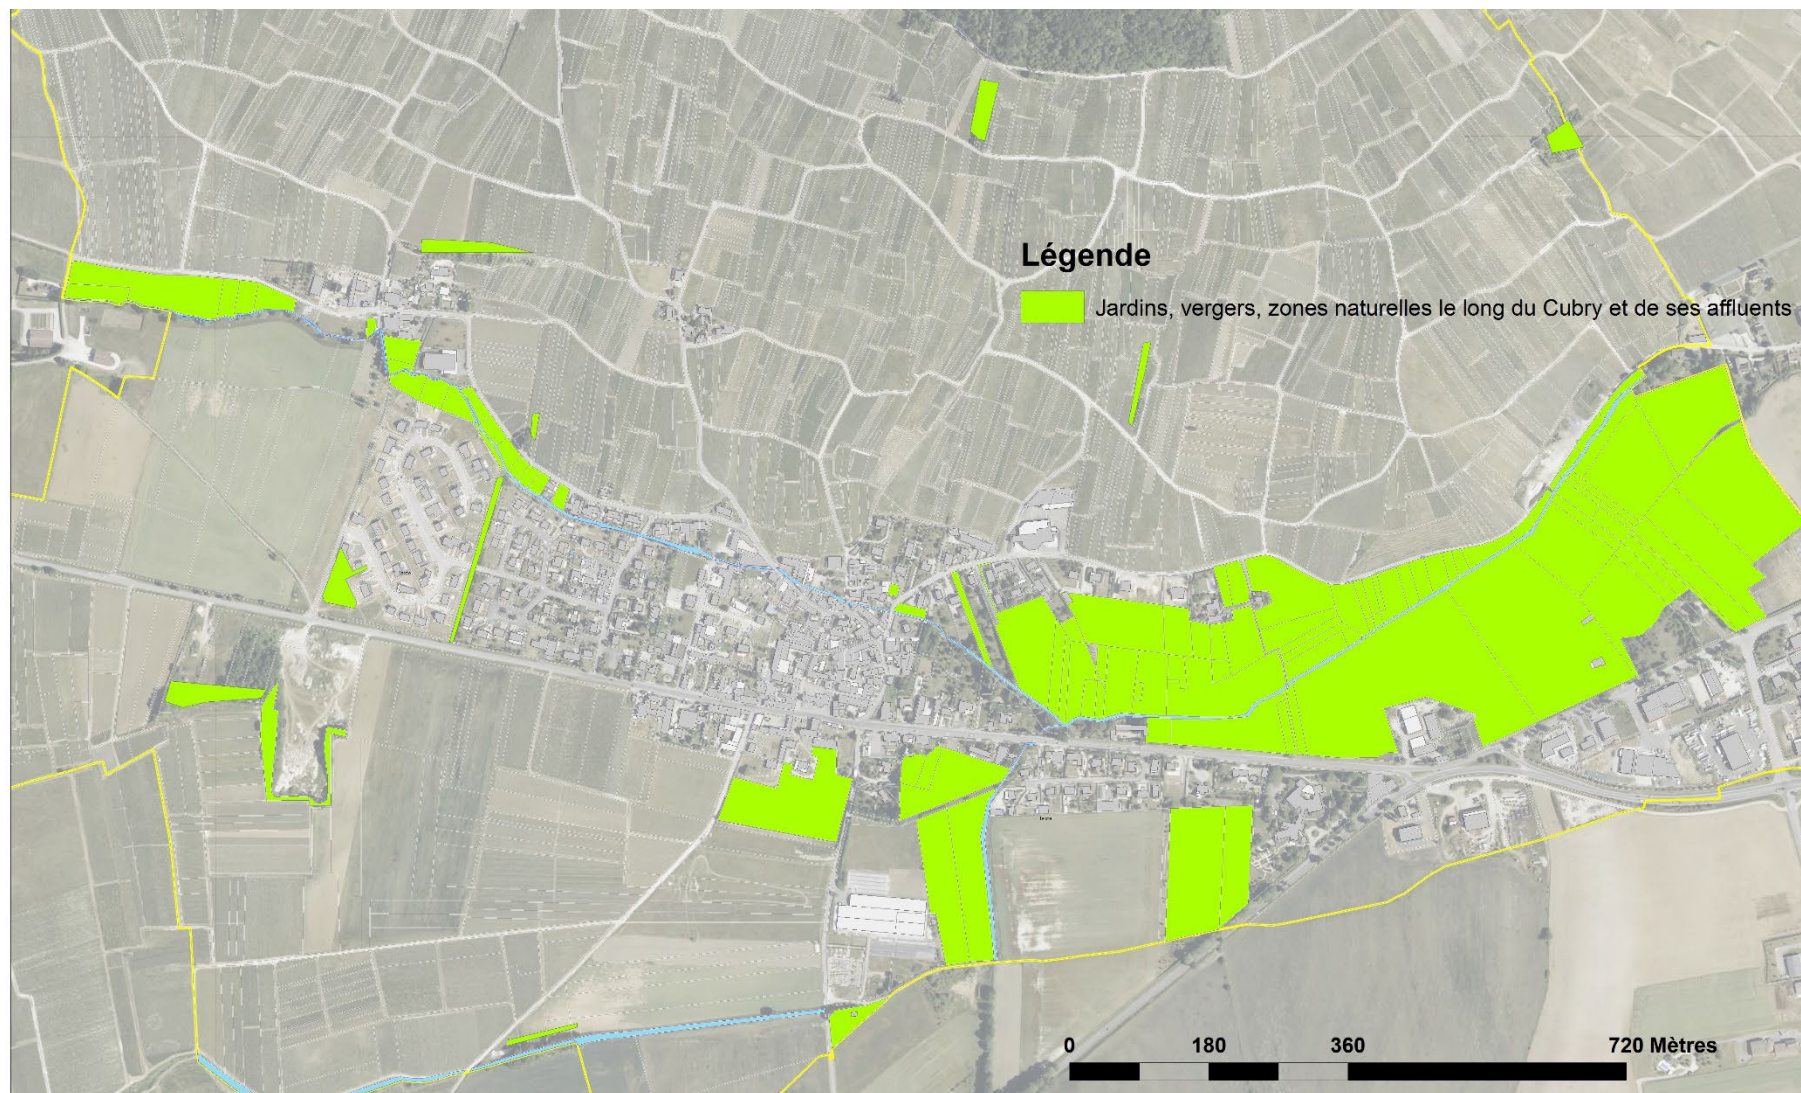 Légende
Jardins, vergers, zones naturelles le long du Cubry et de ses affluents
0 180 360 720 Mètres